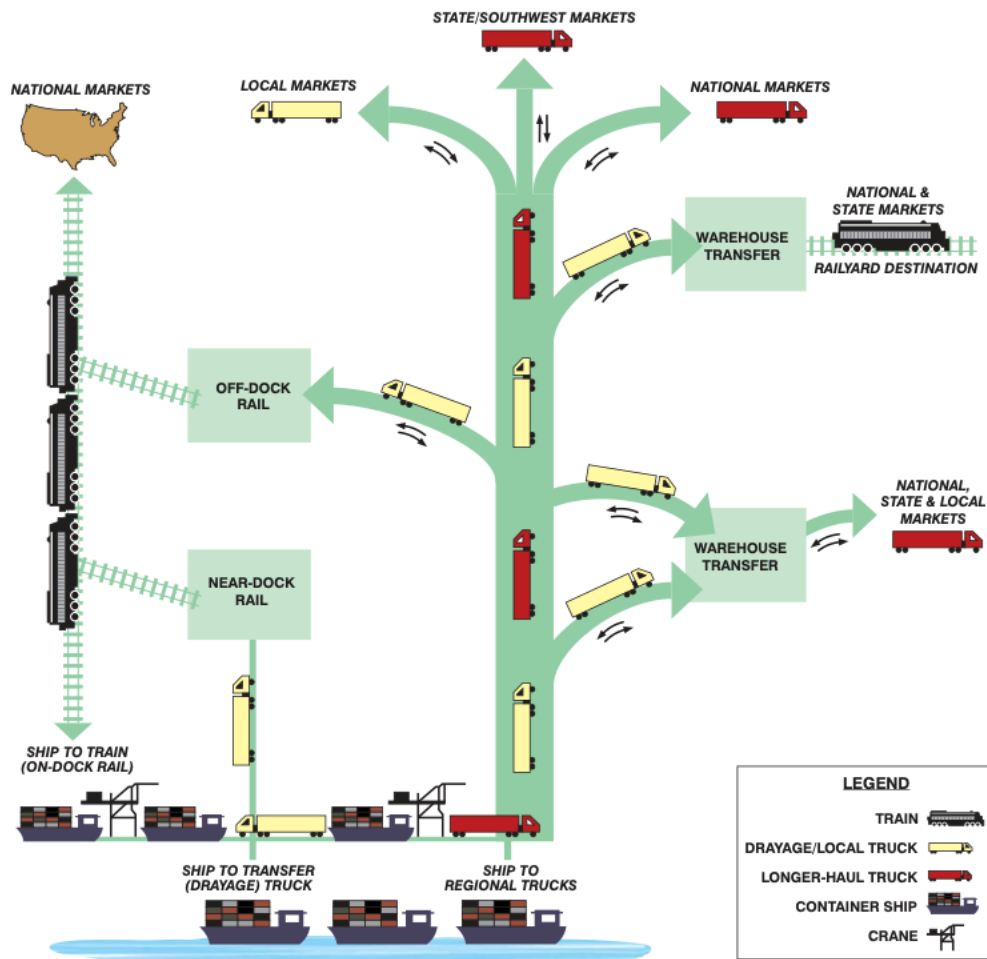 STATE/SOUTHWEST MARKETS
NATIONAL MARKETS
LOCAL MARKETS
NATIONAL MARKETS
NATIONAL &
STATE MARKETS
WAREHOUSE
TRANSFER
RAILYARD DESTINATION
OFF-DOCK
RAIL
NATIONAL,
STATE & LOCAL
MARKETS
WAREHOUSE
TRANSFER
NEAR-DOCK
RAIL
SHIP TO TRAIN
(ON-DOCK RAIL)
SHIP TO TRANSFER
(DRAYAGE) TRUCK
SHIP TO
REGIONAL TRUCKS
LEGEND
TRAIN
DRAYAGE/LOCAL TRUCK
LONGER-HAUL TRUCK
CONTAINER SHIP
CRANE